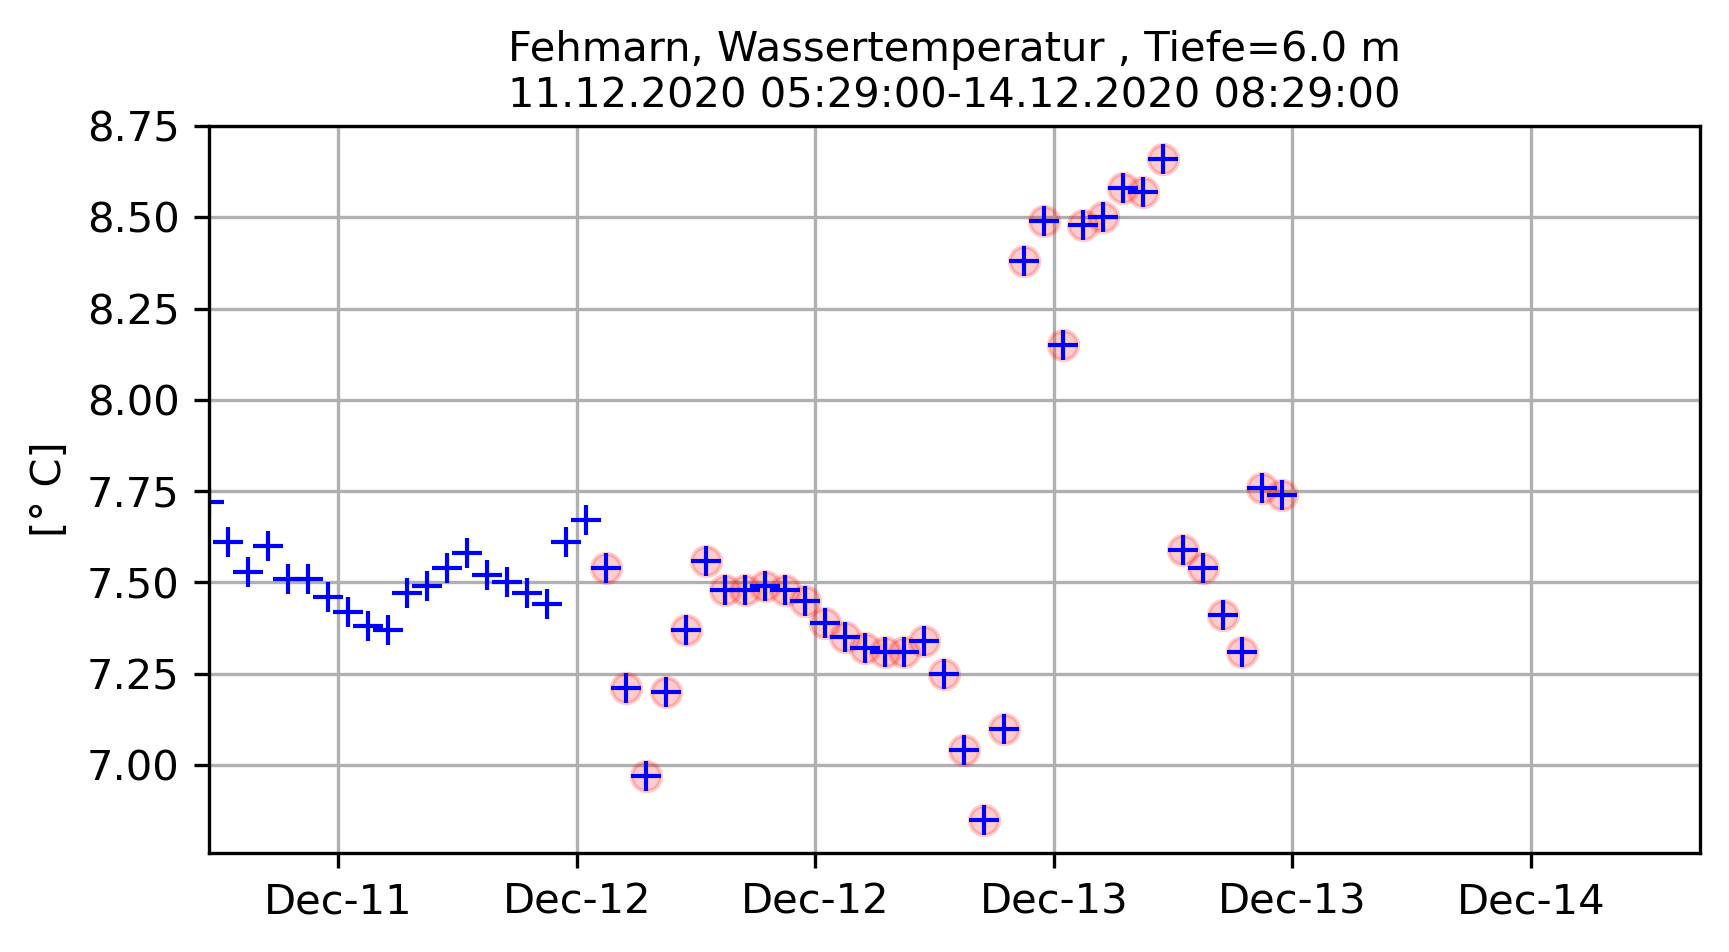 Fehmarn, Wassertemperatur , Tiefe=6.0 m
11.12.2020 05:29:00-14.12.2020 08:29:00
8.75
8.50
8.25
8.00
7.75
7.50
7.25
7.00
[° C]
Dec-11 Dec-12 Dec-12 Dec-13 Dec-13 Dec-14